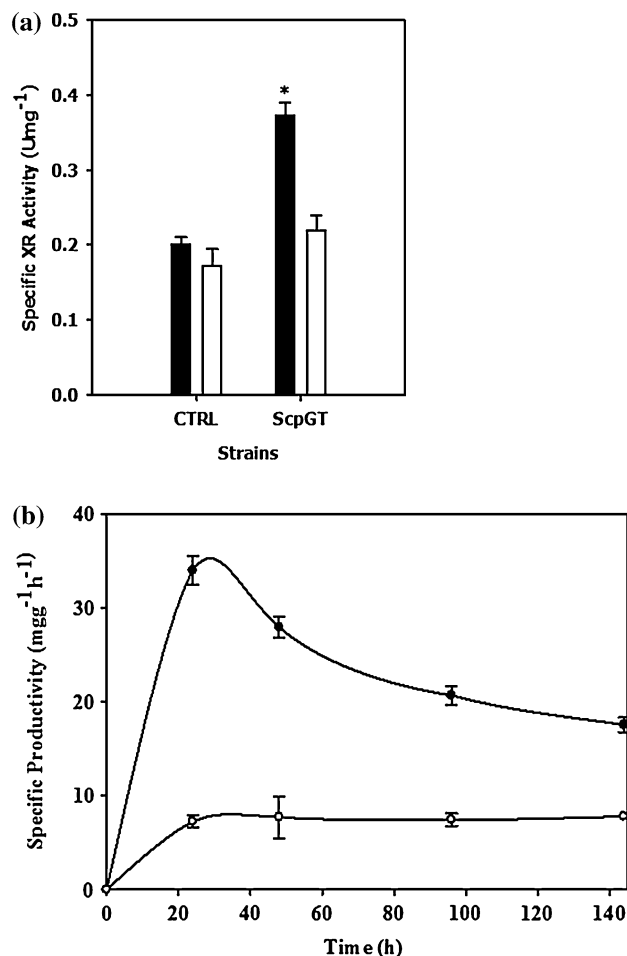 (a)
Specific XR Activity (Umg⁻¹)
0.5
0.4
0.3
0.2
0.1
0.0
*
CTRL ScpGT
Strains
(b)
Specific Productivity (mgg⁻¹h⁻¹)
40
30
20
10
0
0 20 40 60 80 100 120 140
Time (h)